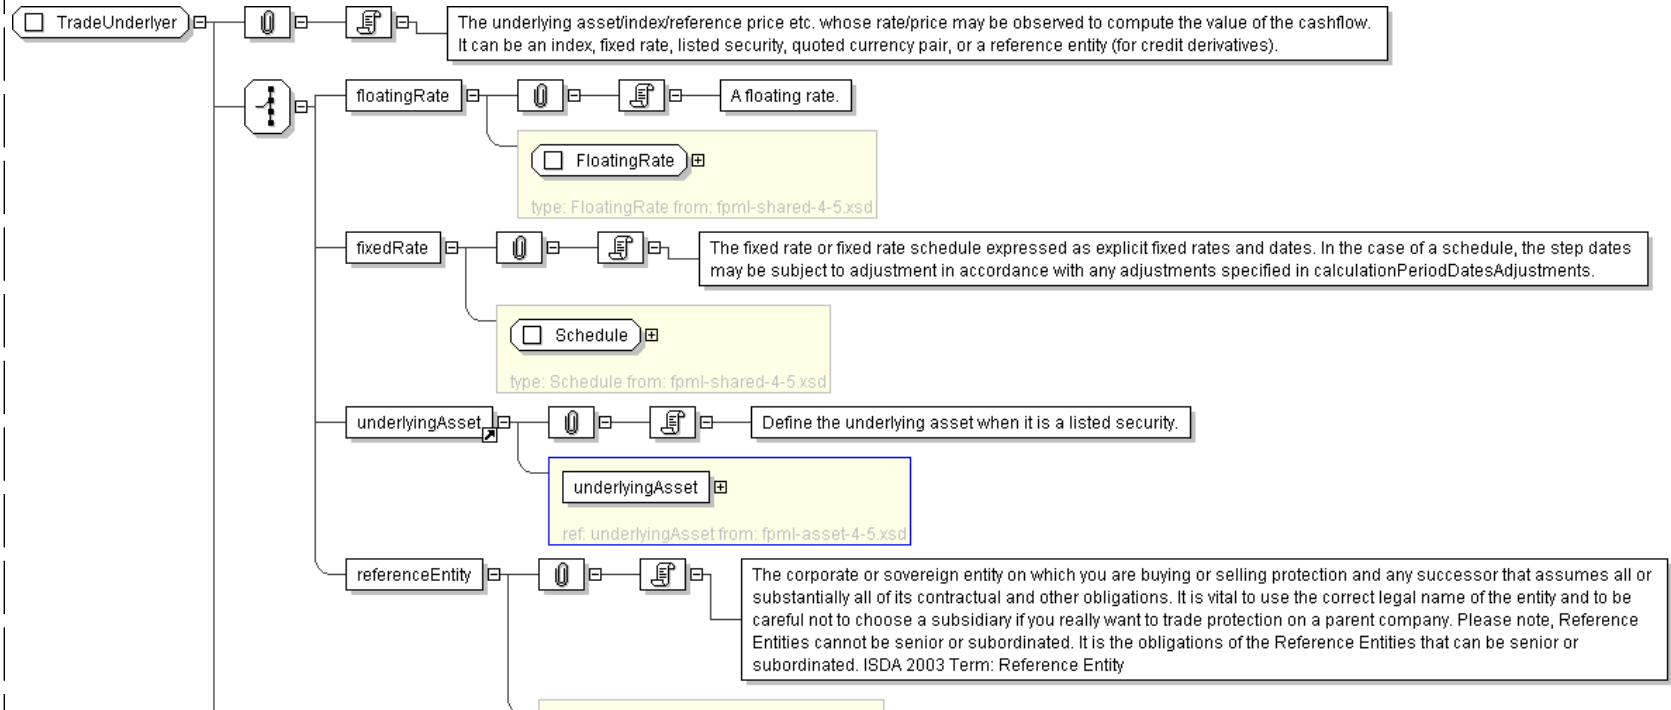 TradeUnderlyer
The underlying asset/index/reference price etc. whose rate/price may be observed to compute the value of the cashflow.
It can be an index, fixed rate, listed security, quoted currency pair, or a reference entity (for credit derivatives).
floatingRate
A floating rate.
FloatingRate
type: FloatingRate from: fpml-shared-4-5.xsd
fixedRate
The fixed rate or fixed rate schedule expressed as explicit fixed rates and dates. In the case of a schedule, the step dates
may be subject to adjustment in accordance with any adjustments specified in calculationPeriodDatesAdjustments.
Schedule
type: Schedule from: fpml-shared-4-5.xsd
underlyingAsset
Define the underlying asset when it is a listed security.
underlyingAsset
ref: underlyingAsset from: fpml-asset-4-5.xsd
referenceEntity
The corporate or sovereign entity on which you are buying or selling protection and any successor that assumes all or
substantially all of its contractual and other obligations. It is vital to use the correct legal name of the entity and to be
careful not to choose a subsidiary if you really want to trade protection on a parent company. Please note, Reference
Entities cannot be senior or subordinated. It is the obligations of the Reference Entities that can be senior or
subordinated. ISDA 2003 Term: Reference Entity